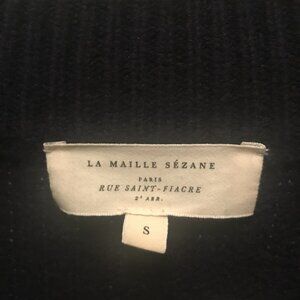 LA MAILLE SÉZANE
PARIS
RUE SAINT-FIACRE
2ᵉ ARR.
S